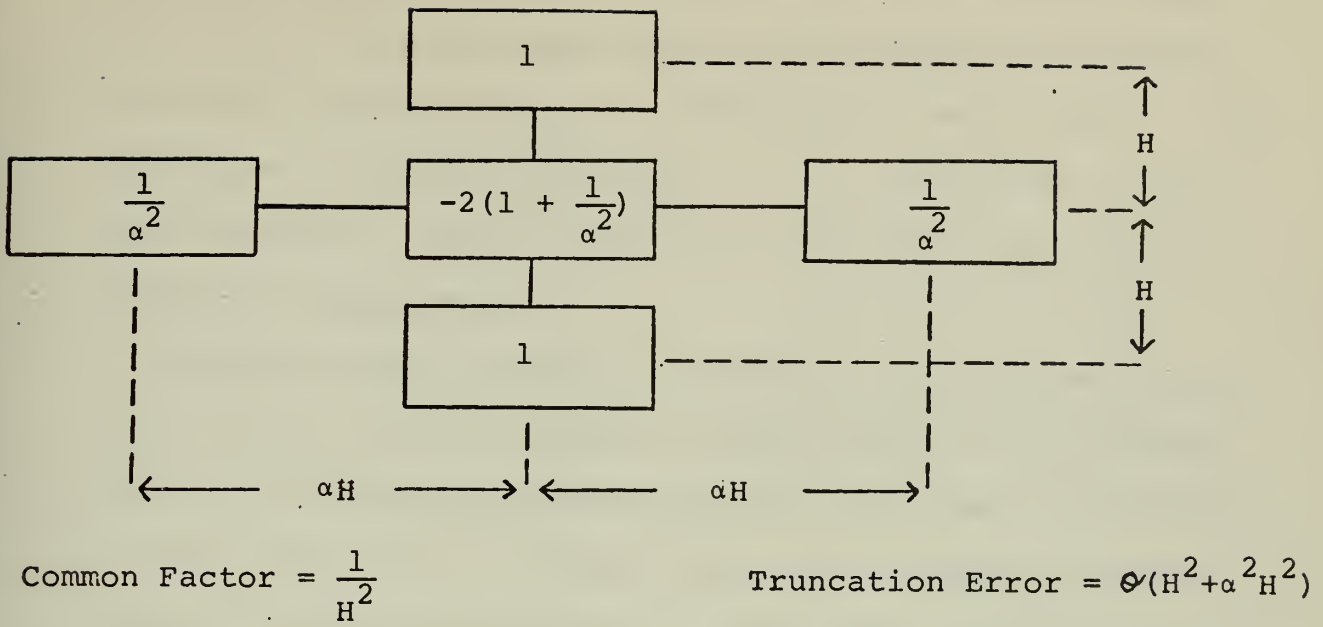 1
H
1/α² -2(1 + 1/α²) 1/α²
H
1
αH αH
Common Factor = 1/H² Truncation Error = O(H²+α²H²)